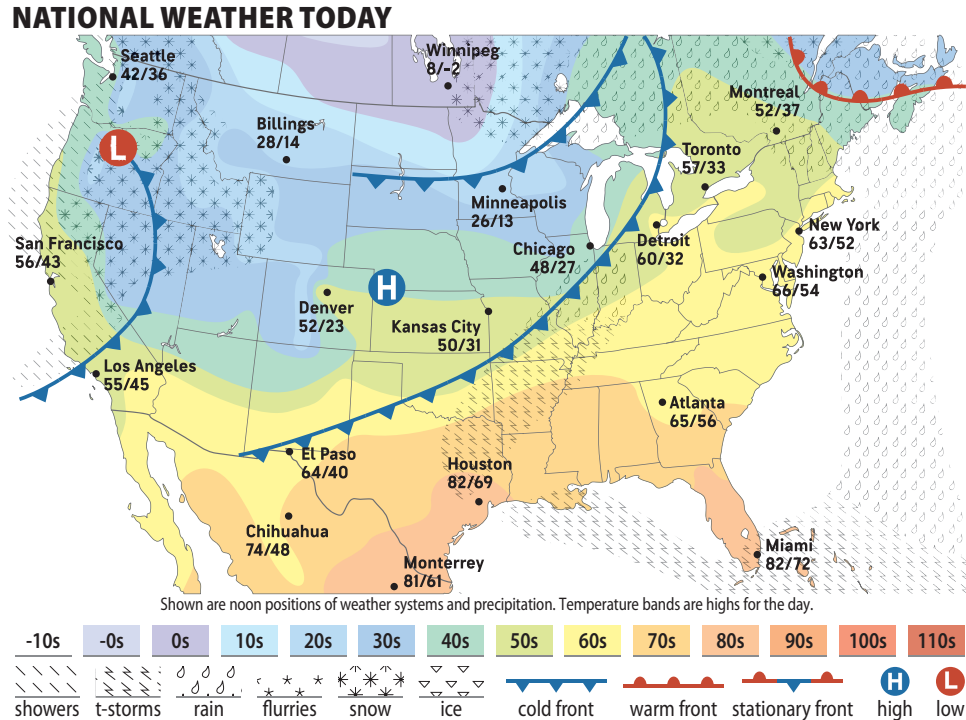 NATIONAL WEATHER TODAY
Winnipeg
8/-2
Seattle
42/36
Montreal
52/37
Billings
28/14
L
Toronto
57/33
Minneapolis
26/13
New York
63/52
San Francisco
56/43
Chicago
48/27
Detroit
60/32
Washington
66/54
H
Denver
52/23
Kansas City
50/31
Los Angeles
55/45
Atlanta
65/56
El Paso
64/40
Houston
82/69
Chihuahua
74/48
Miami
82/72
Monterrey
81/61
Shown are noon positions of weather systems and precipitation. Temperature bands are highs for the day.
-10s -0s 0s 10s 20s 30s 40s 50s 60s 70s 80s 90s 100s 110s
H L
showers t-storms rain flurries snow ice cold front warm front stationary front high low